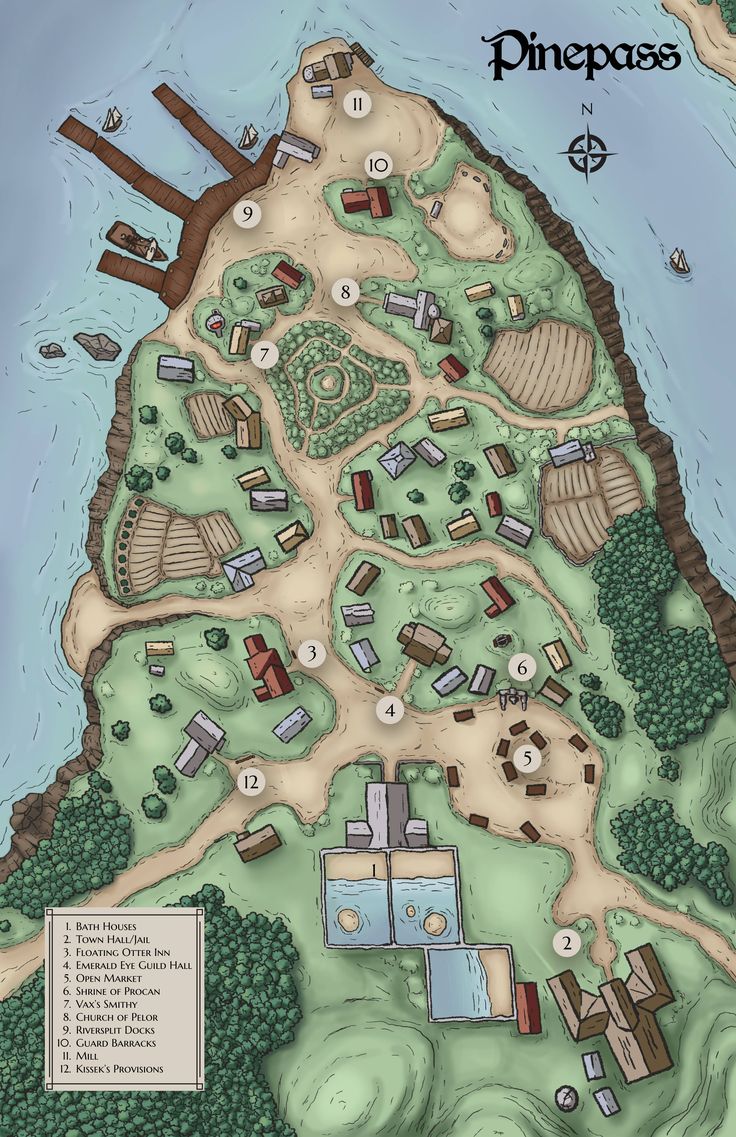 Pinepass
N
11
10
9
8
7
6
3
4
5
12
1
2
1. Bath Houses
2. Town Hall/Jail
3. Floating Otter Inn
4. Emerald Eye Guild Hall
5. Open Market
6. Shrine of Procan
7. Vax's Smithy
8. Church of Pelor
9. Riversplit Docks
10. Guard Barracks
11. Mill
12. Kissek's Provisions